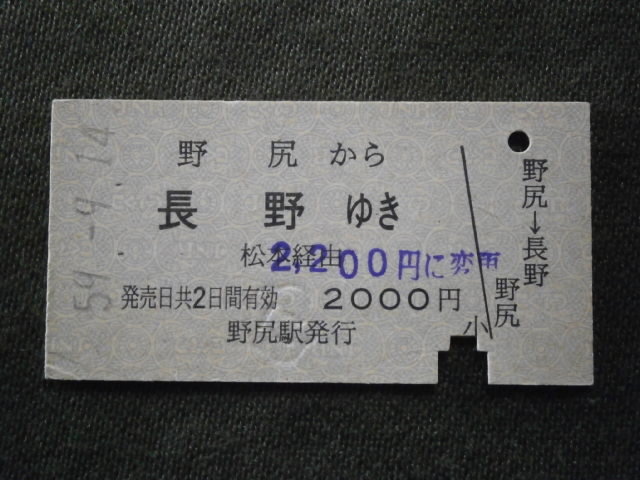 59.-9.14
野尻から
長野ゆき
松本経由
2,200円に変更
発売日共2日間有効 2000円
野尻駅発行
小
野尻→長野
野尻